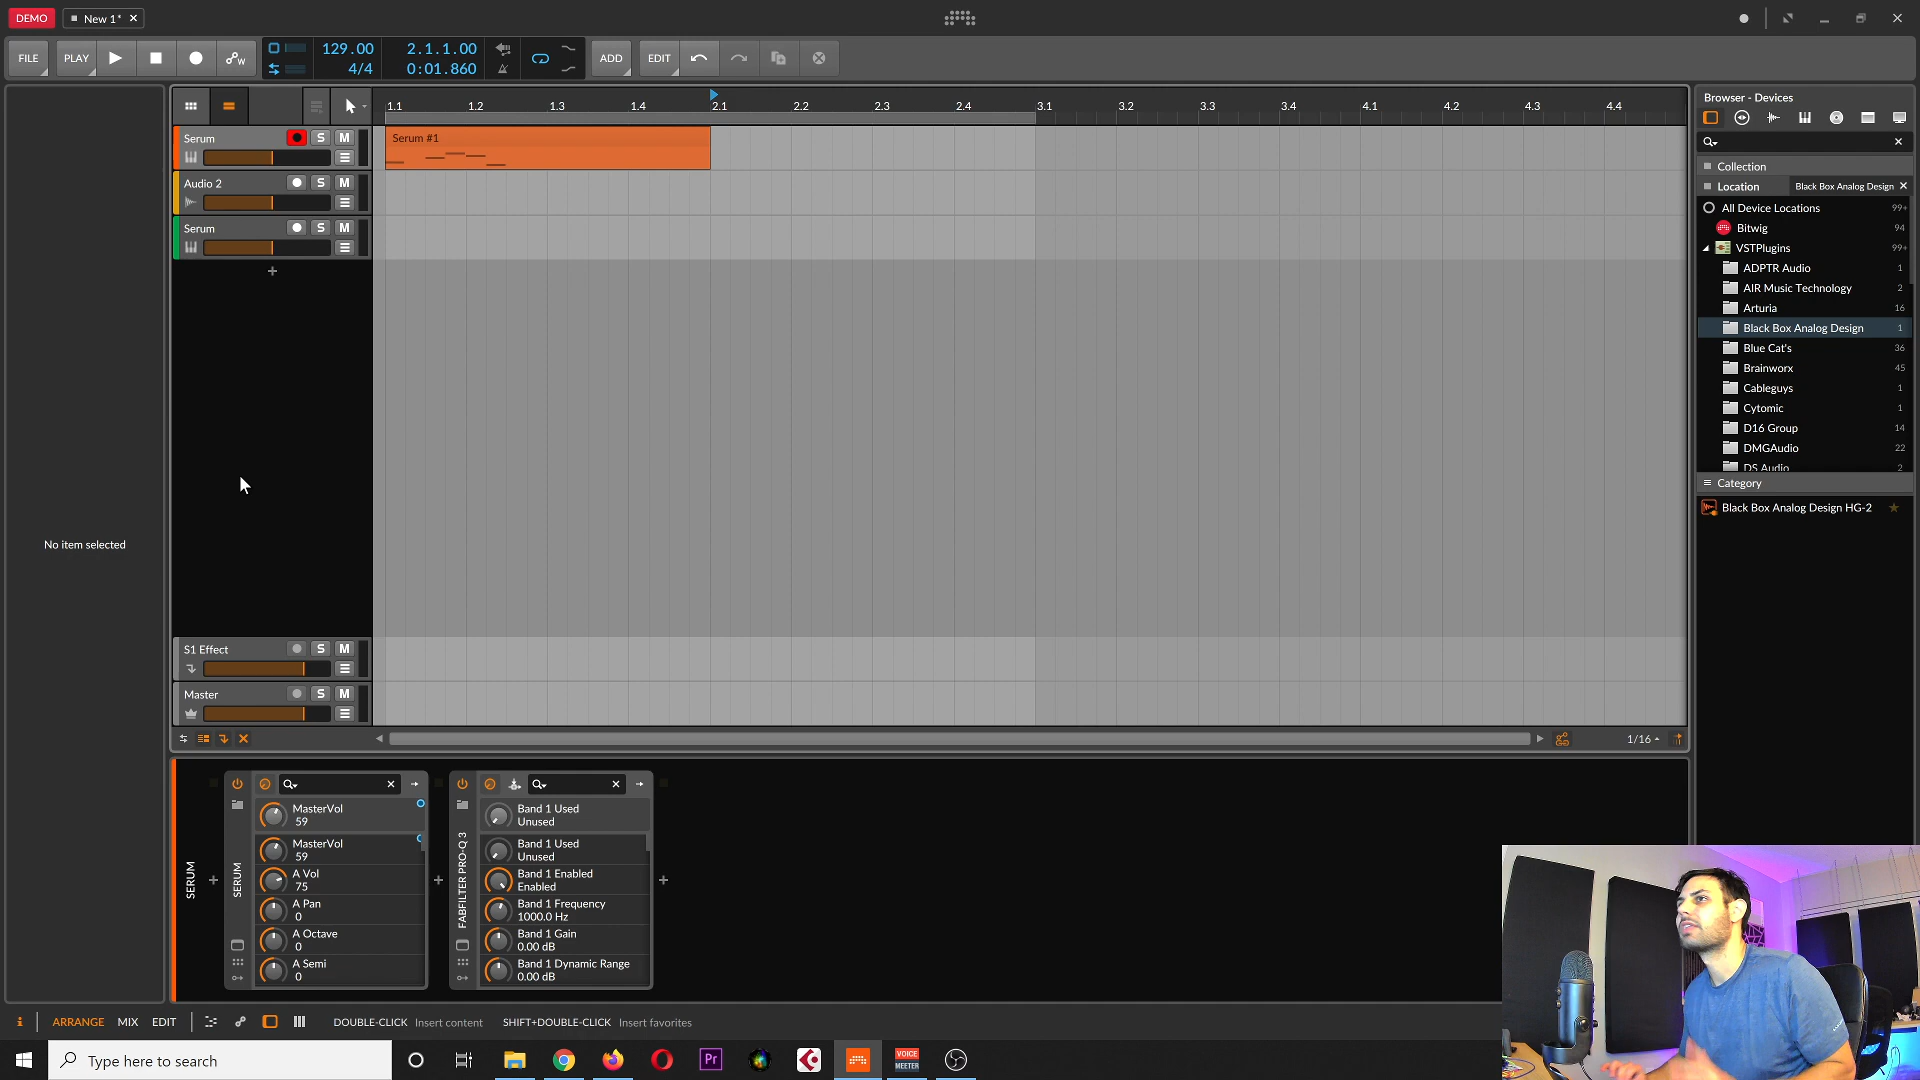 DEMO
New 1*
FILE
PLAY
129.00
4/4
2.1.1.00
0:01.860
ADD
EDIT
1.1
1.2
1.3
1.4
2.1
2.2
2.3
2.4
3.1
3.2
3.3
3.4
4.1
4.2
4.3
4.4
Serum
S
M
Serum #1
Audio 2
S
M
Serum
S
M
No item selected
S1 Effect
S
M
Master
S
M
1/16
Browser - Devices
Collection
Location
Black Box Analog Design
All Device Locations 99+
Bitwig 94
VSTPlugins 99+
ADPTR Audio 1
AIR Music Technology 2
Arturia 16
Black Box Analog Design 1
Blue Cat's 36
Brainworx 45
Cableguys 1
Cytomic 1
D16 Group 14
DMGAudio 22
DS Audio 2
Category
Black Box Analog Design HG-2
SERUM
SERUM
MasterVol
59
MasterVol
59
A Vol
75
A Pan
0
A Octave
0
A Semi
0
FABFILTER PRO-Q 3
Band 1 Used
Unused
Band 1 Used
Unused
Band 1 Enabled
Enabled
Band 1 Frequency
1000.0 Hz
Band 1 Gain
0.00 dB
Band 1 Dynamic Range
0.00 dB
i
ARRANGE
MIX
EDIT
DOUBLE-CLICK Insert content
SHIFT+DOUBLE-CLICK Insert favorites
Type here to search
Pr
VOICE
MEETER